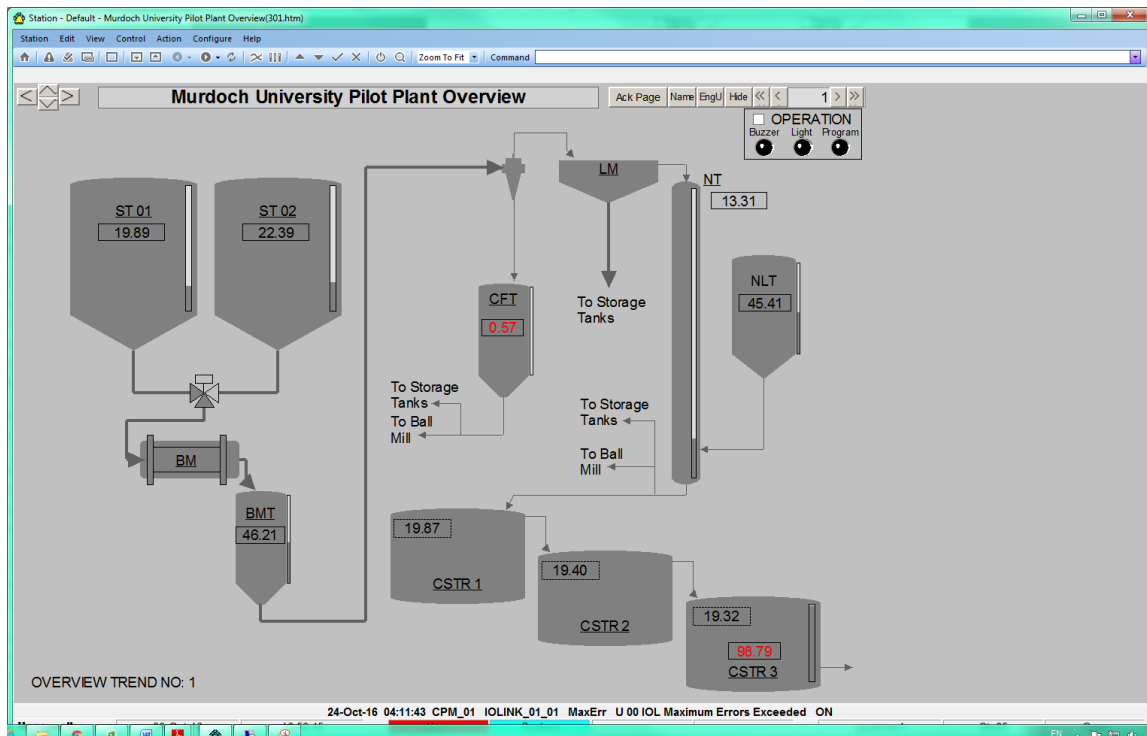 Station - Default - Murdoch University Pilot Plant Overview(301.htm)
Station Edit View Control Action Configure Help
Zoom To Fit Command
Murdoch University Pilot Plant Overview
Ack Page Name EngU Hide 1
OPERATION
Buzzer Light Program
ST 01
19.89
ST 02
22.39
LM
NT
13.31
CFT
0.57
To Storage
Tanks
NLT
45.41
To Storage
Tanks
To Ball
Mill
To Storage
Tanks
To Ball
Mill
BM
BMT
46.21
19.87
CSTR 1
19.40
CSTR 2
19.32
98.79
CSTR 3
OVERVIEW TREND NO: 1
24-Oct-16 04:11:43 CPM_01 IOLINK_01_01 MaxErr U 00 IOL Maximum Errors Exceeded ON
EN